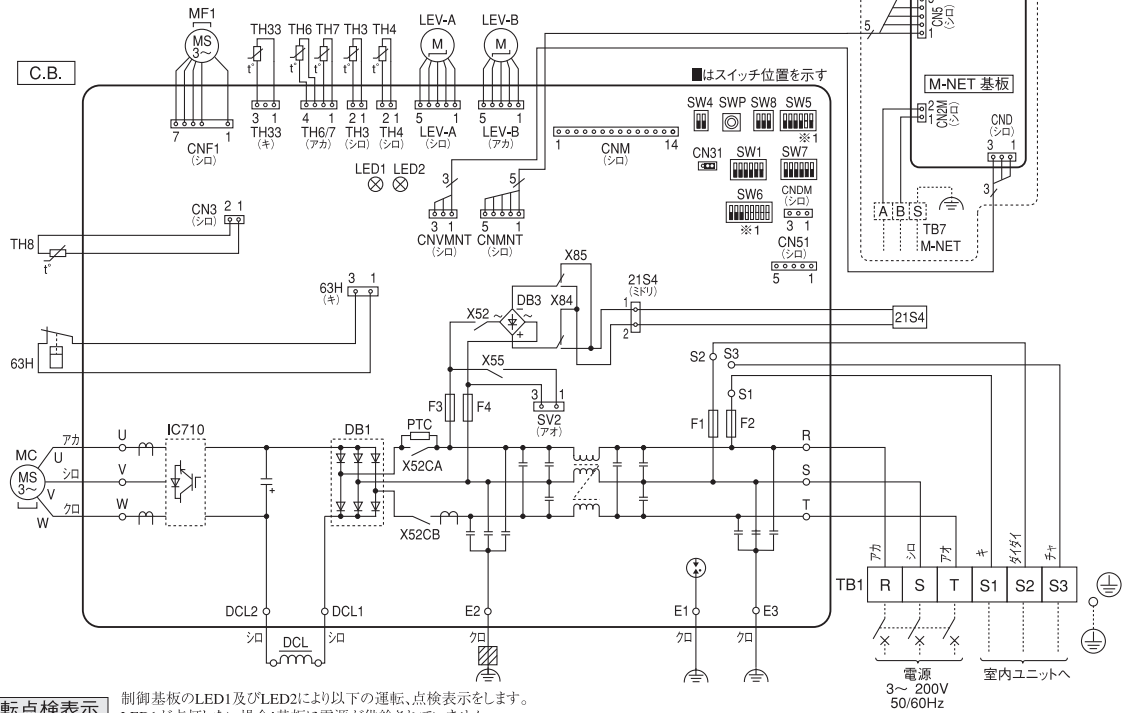 MF1
MS
3～
TH33 TH6 TH7 TH3 TH4
t° t° t° t° t°
LEV-A
M
LEV-B
M
5
CN5
(シロ)
1
C.B.
■はスイッチ位置を示す
M-NET 基板
7 1
CNF1
(シロ)
3 1
TH33
(キ)
4 1
TH6/7
(アカ)
2 1
TH3
(シロ)
2 1
TH4
(シロ)
5 1
LEV-A
(シロ)
5 1
LEV-B
(アカ)
1 14
CNM
(シロ)
SW4 SWP SW8 SW5
※1
CN31 SW1 SW7
SW6
※1
CNDM
(シロ)
3 1
CN51
(シロ)
5 1
2
1
CN2M
(シロ)
CND
(シロ)
3 1
3
A B S
TB7
M-NET
LED1 LED2
3
3 1
CNVMNT
(シロ)
5
5 1
CNMNT
(シロ)
CN3
(シロ)
2 1
TH8
t°
63H
(キ)
3 1
63H
X85
X52
～ ～
−
+
DB3
X84
21S4
(ミドリ)
1
2
21S4
X55
F3 F4
3 1
SV2
(アオ)
S2 S3
S1
F1 F2
MC
MS
3～
アカ
U
シロ
V
クロ
W
U
V
W
IC710
+
DB1
PTC
X52CA
X52CB
R
S
T
DCL2 DCL1
シロ シロ
DCL
E2
クロ
E1
クロ
E3
クロ
アカ シロ アオ キ ダイダイ チャ
TB1 R S T S1 S2 S3
電源
3～ 200V
50/60Hz
室内ユニットへ
転点検表示
制御基板のLED1及びLED2により以下の運転、点検表示をします。